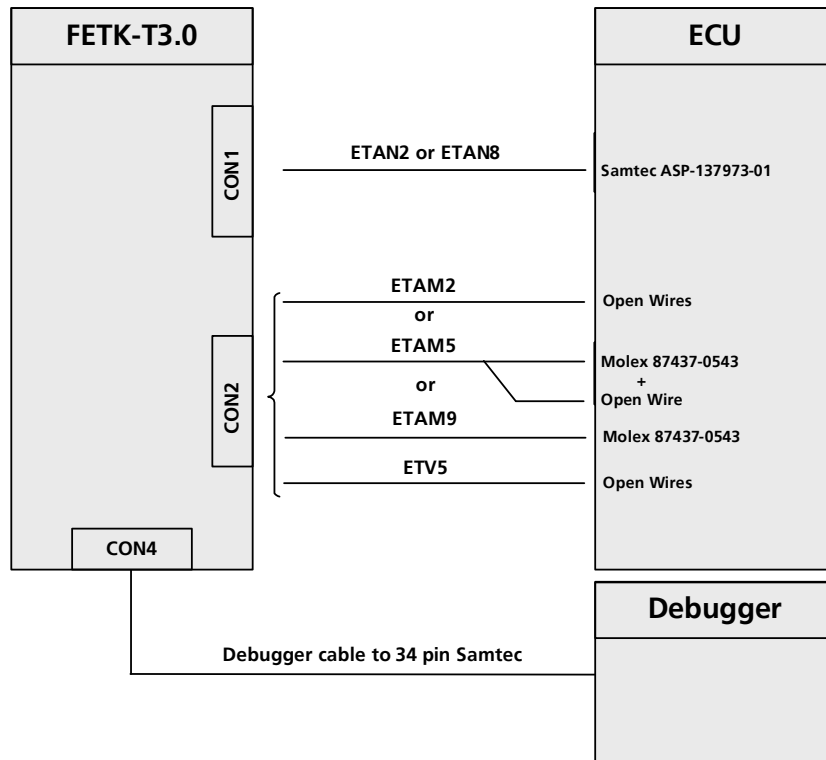 FETK-T3.0
ECU
CON1
ETAN2 or ETAN8
Samtec ASP-137973-01
CON2
ETAM2
Open Wires
or
ETAM5
Molex 87437-0543
+
or
Open Wire
ETAM9
Molex 87437-0543
ETV5
Open Wires
CON4
Debugger
Debugger cable to 34 pin Samtec